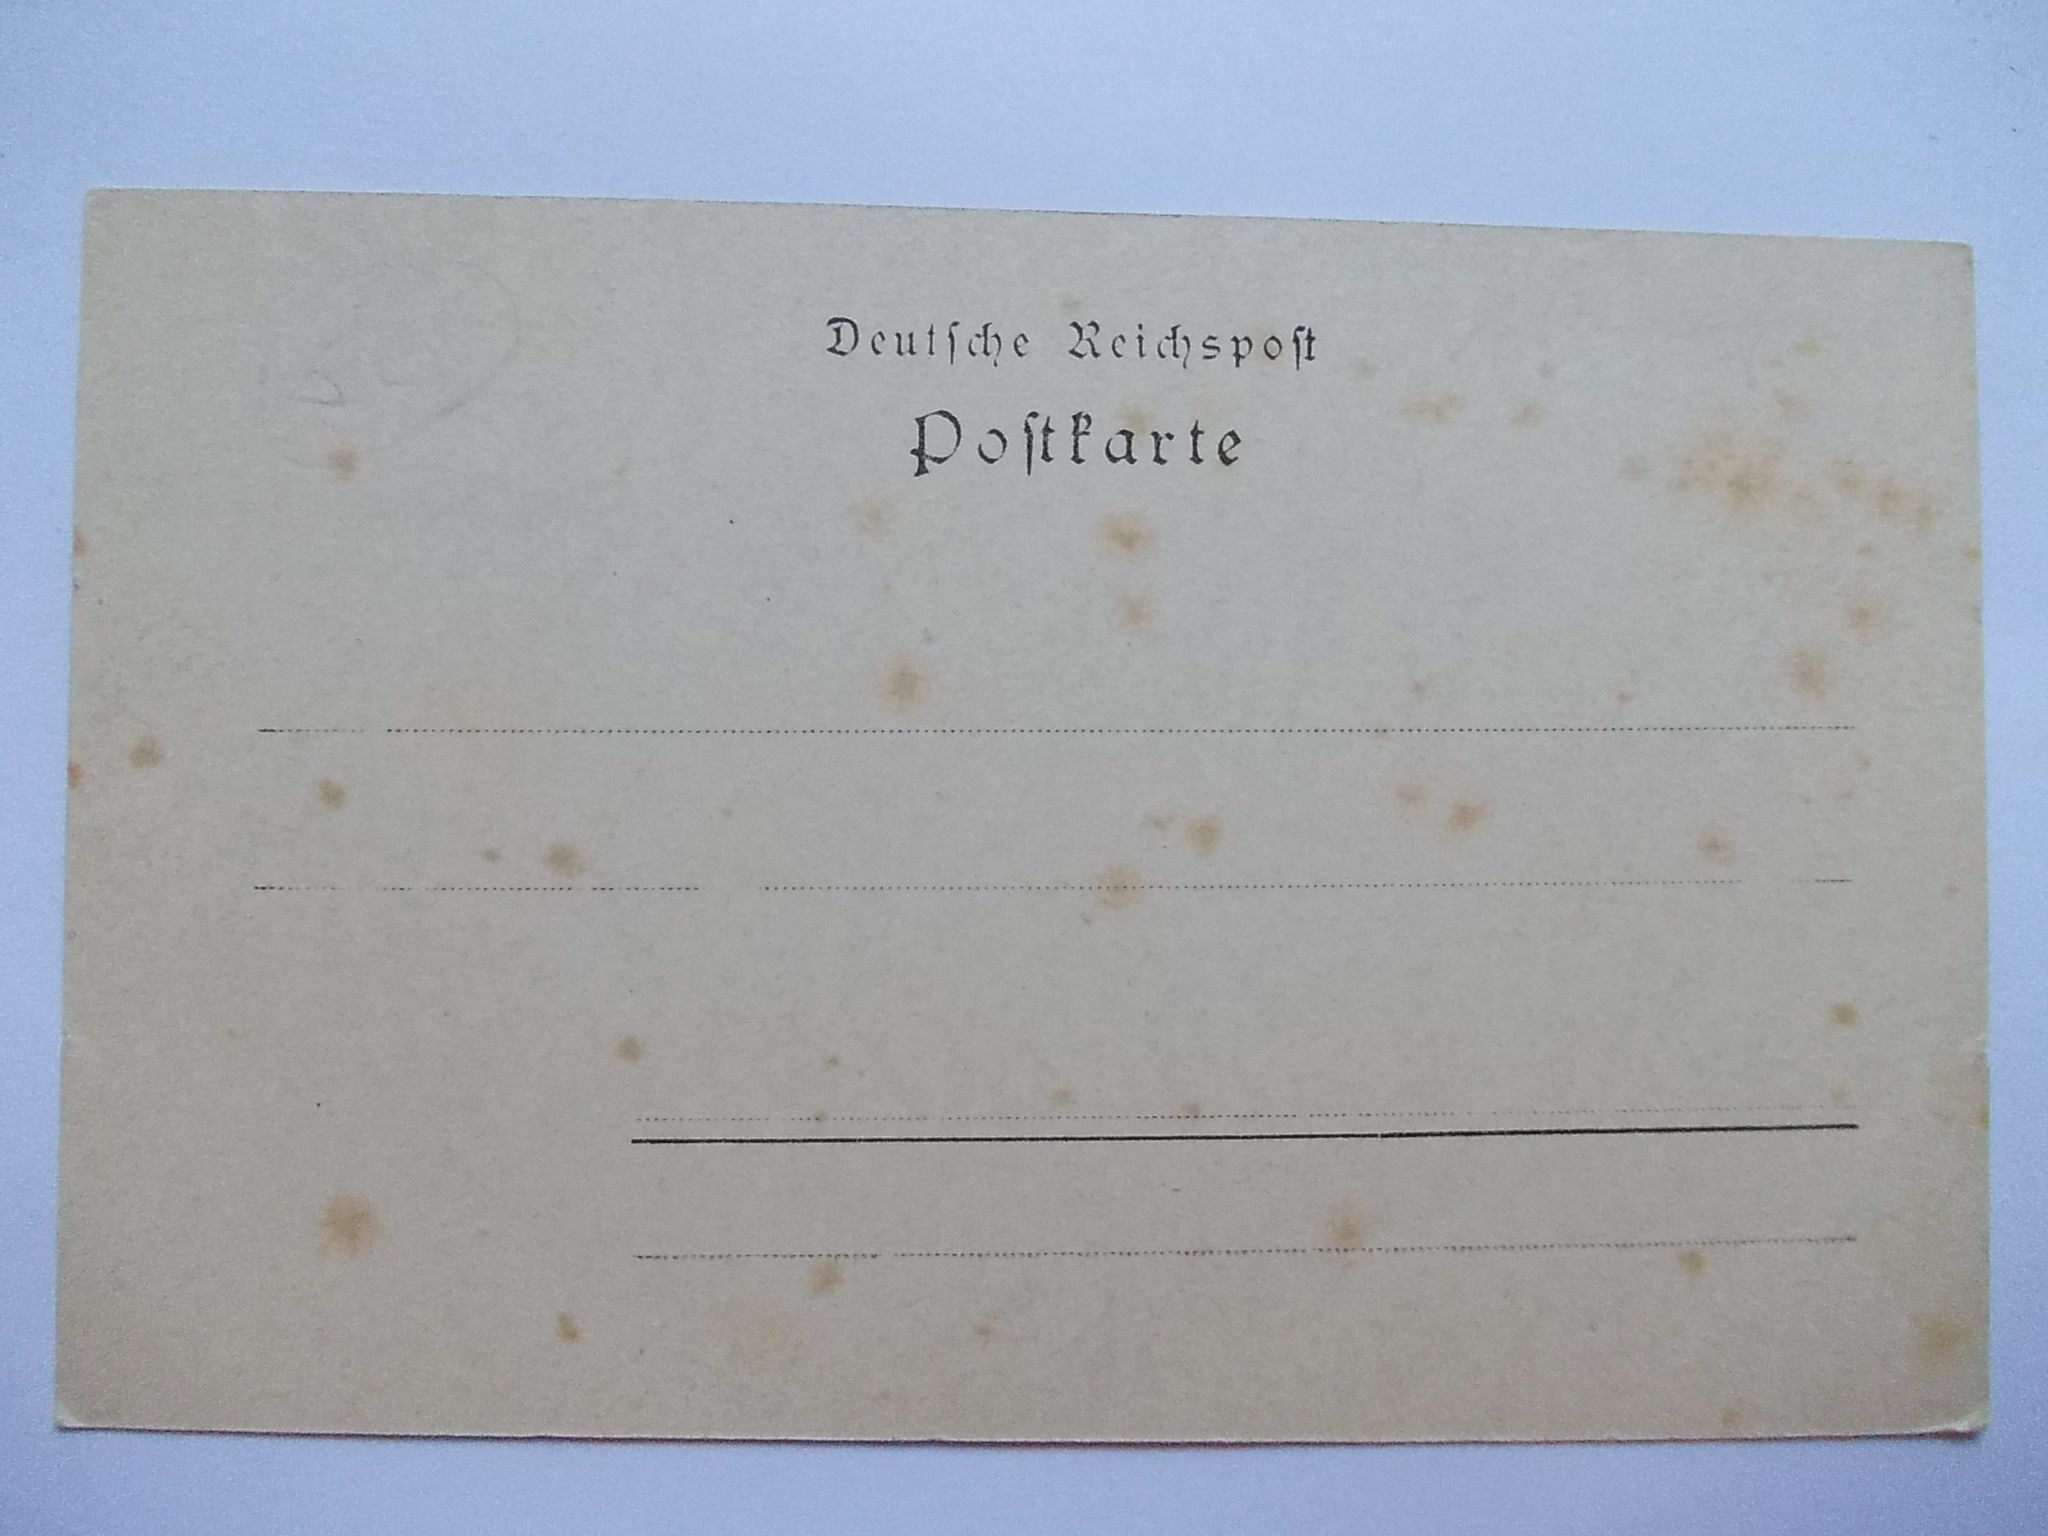 Deutſche Reichspoſt
Poſtkarte